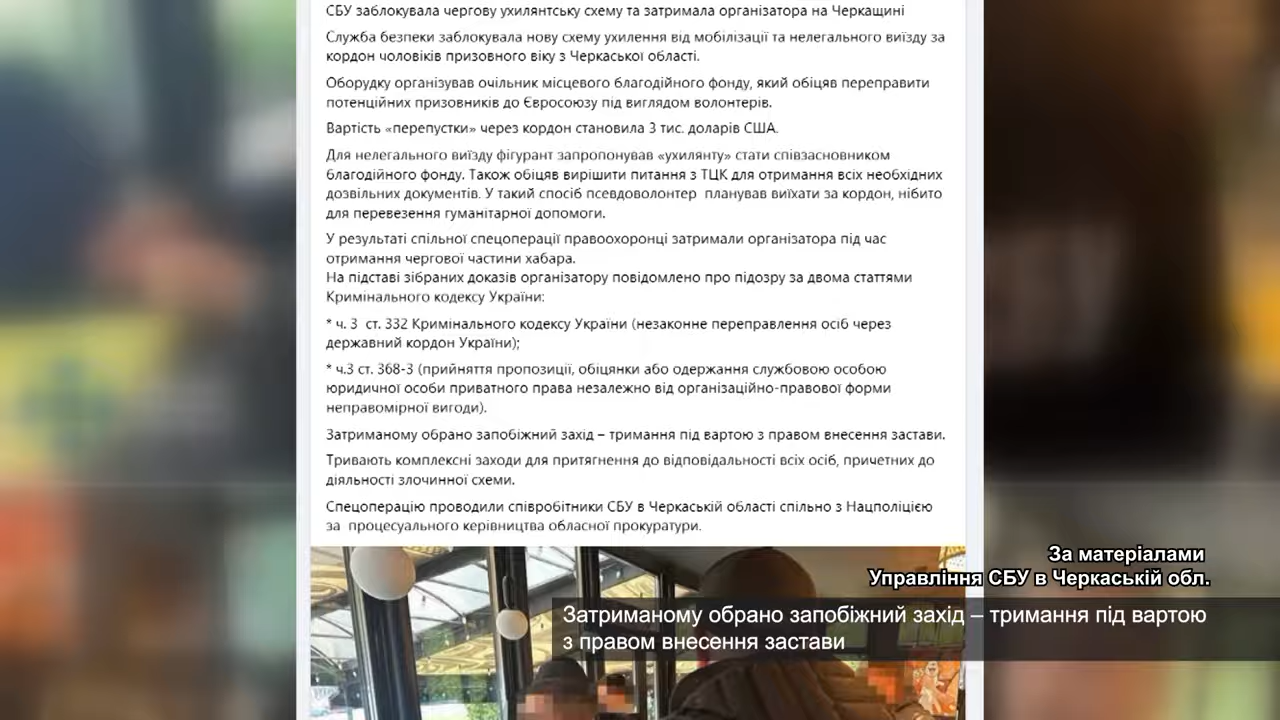 СБУ заблокувала чергову ухилянтську схему та затримала організатора на Черкащині
Служба безпеки заблокувала нову схему ухилення від мобілізації та нелегального виїзду за
кордон чоловіків призовного віку з Черкаської області.
Оборудку організував очільник місцевого благодійного фонду, який обіцяв переправити
потенційних призовників до Євросоюзу під виглядом волонтерів.
Вартість «перепустки» через кордон становила 3 тис. доларів США.
Для нелегального виїзду фігурант запропонував «ухилянту» стати співзасновником
благодійного фонду. Також обіцяв вирішити питання з ТЦК для отримання всіх необхідних
дозвільних документів. У такий спосіб псевдоволонтер планував виїхати за кордон, нібито
для перевезення гуманітарної допомоги.
У результаті спільної спецоперації правоохоронці затримали організатора під час
отримання чергової частини хабара.
На підставі зібраних доказів організатору повідомлено про підозру за двома статтями
Кримінального кодексу України:
* ч. 3 ст. 332 Кримінального кодексу України (незаконне переправлення осіб через
державний кордон України);
* ч.3 ст. 368-3 (прийняття пропозиції, обіцянки або одержання службовою особою
юридичної особи приватного права незалежно від організаційно-правової форми
неправомірної вигоди).
Затриманому обрано запобіжний захід – тримання під вартою з правом внесення застави.
Тривають комплексні заходи для притягнення до відповідальності всіх осіб, причетних до
діяльності злочинної схеми.
Спецоперацію проводили співробітники СБУ в Черкаській області спільно з Нацполіцією
за процесуального керівництва обласної прокуратури.
За матеріалами
Управління СБУ в Черкаській обл.
Затриманому обрано запобіжний захід – тримання під вартою
з правом внесення застави